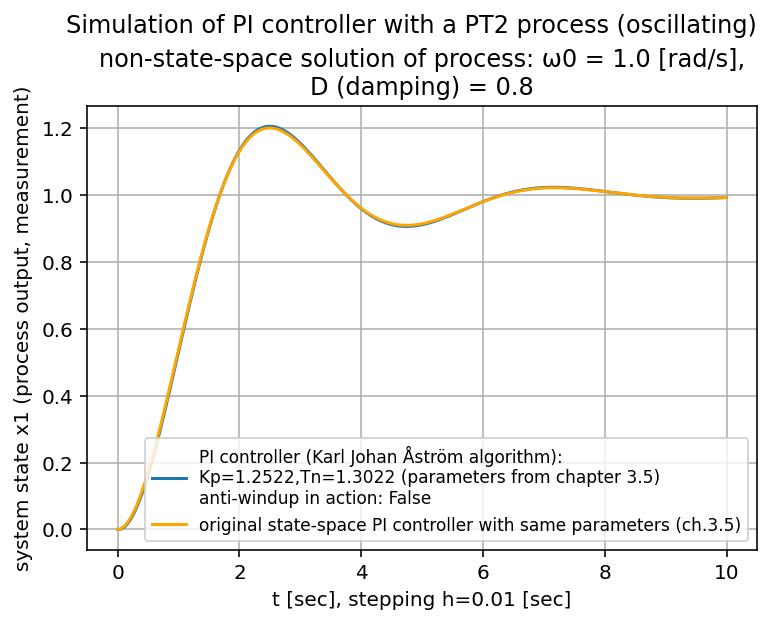 Simulation of PI controller with a PT2 process (oscillating)
non-state-space solution of process: ω0 = 1.0 [rad/s],
D (damping) = 0.8
system state x1 (process output, measurement)
1.2
1.0
0.8
0.6
0.4
0.2
0.0
PI controller (Karl Johan Åström algorithm):
Kp=1.2522,Tn=1.3022 (parameters from chapter 3.5)
anti-windup in action: False
original state-space PI controller with same parameters (ch.3.5)
0 2 4 6 8 10
t [sec], stepping h=0.01 [sec]